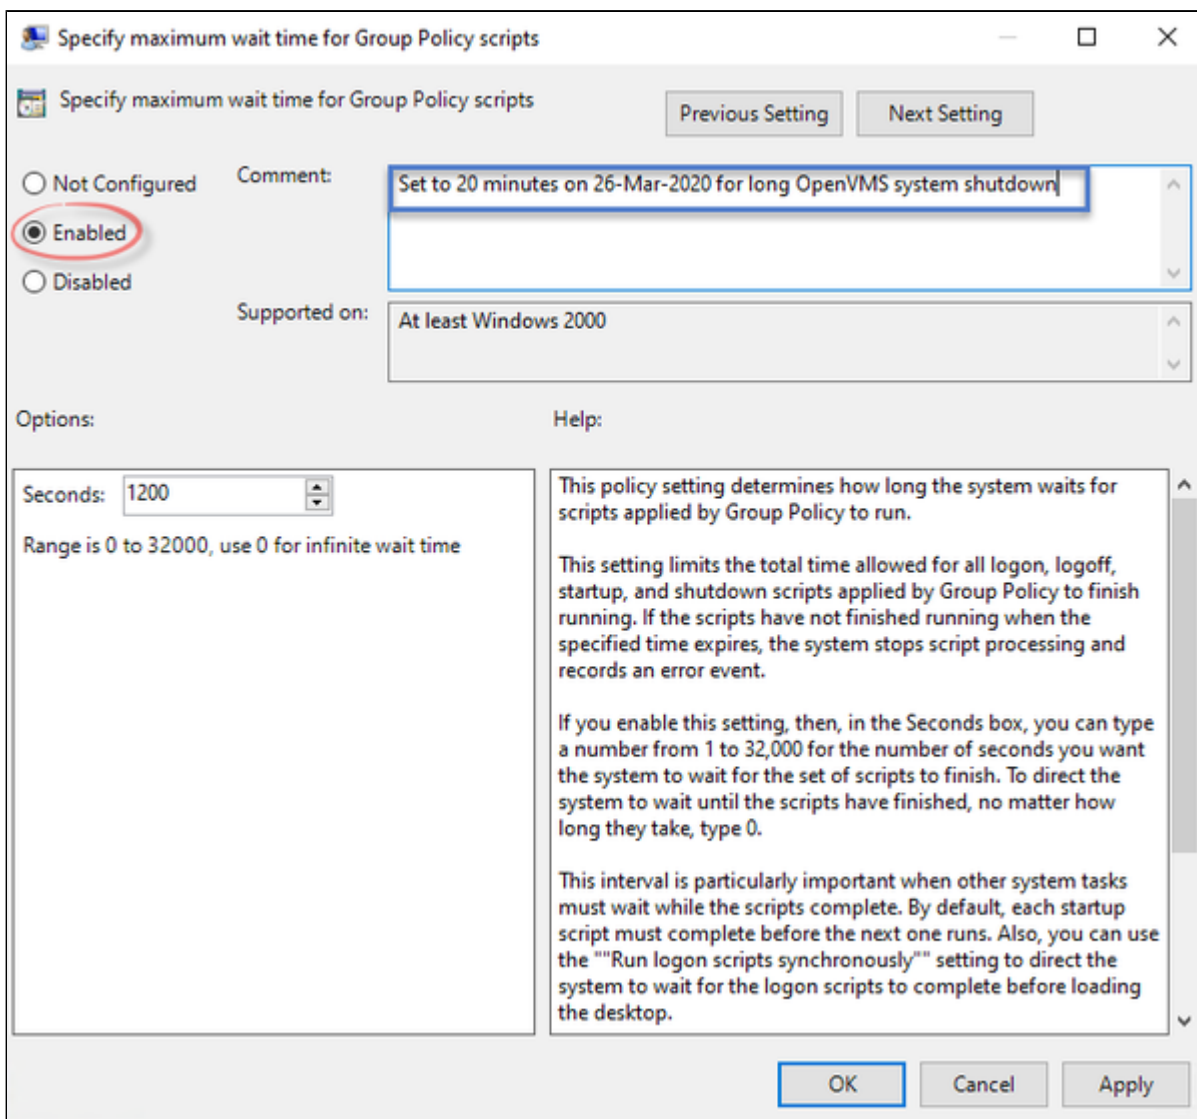 Specify maximum wait time for Group Policy scripts
Specify maximum wait time for Group Policy scripts
Previous Setting
Next Setting
Not Configured
Enabled
Disabled
Comment:
Set to 20 minutes on 26-Mar-2020 for long OpenVMS system shutdown
Supported on:
At least Windows 2000
Options:
Help:
Seconds: 1200
Range is 0 to 32000, use 0 for infinite wait time
This policy setting determines how long the system waits for
scripts applied by Group Policy to run.
This setting limits the total time allowed for all logon, logoff,
startup, and shutdown scripts applied by Group Policy to finish
running. If the scripts have not finished running when the
specified time expires, the system stops script processing and
records an error event.
If you enable this setting, then, in the Seconds box, you can type
a number from 1 to 32,000 for the number of seconds you want
the system to wait for the set of scripts to finish. To direct the
system to wait until the scripts have finished, no matter how
long they take, type 0.
This interval is particularly important when other system tasks
must wait while the scripts complete. By default, each startup
script must complete before the next one runs. Also, you can use
the ""Run logon scripts synchronously"" setting to direct the
system to wait for the logon scripts to complete before loading
the desktop.
OK
Cancel
Apply